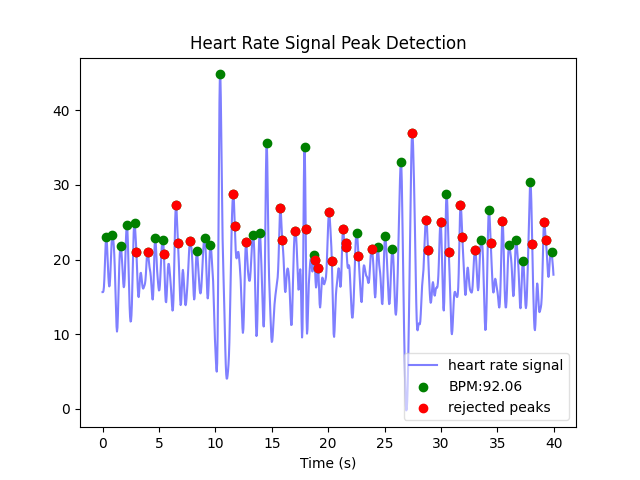 Heart Rate Signal Peak Detection
40
30
20
10
0
heart rate signal
BPM:92.06
rejected peaks
0 5 10 15 20 25 30 35 40
Time (s)